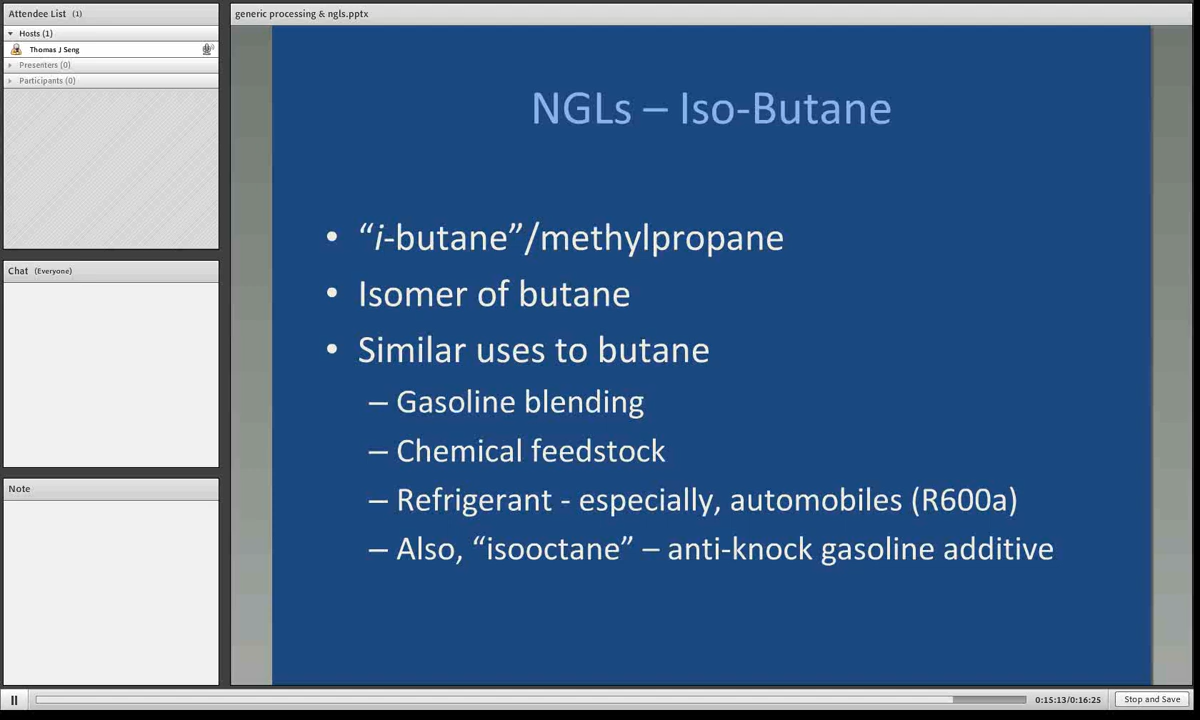 Attendee List (1)
Hosts (1)
Thomas J Seng
Presenters (0)
Participants (0)
Chat (Everyone)
Note
generic processing & ngls.pptx
NGLs – Iso-Butane
• “i-butane”/methylpropane
• Isomer of butane
• Similar uses to butane
– Gasoline blending
– Chemical feedstock
– Refrigerant - especially, automobiles (R600a)
– Also, “isooctane” – anti-knock gasoline additive
0:15:13/0:16:25
Stop and Save